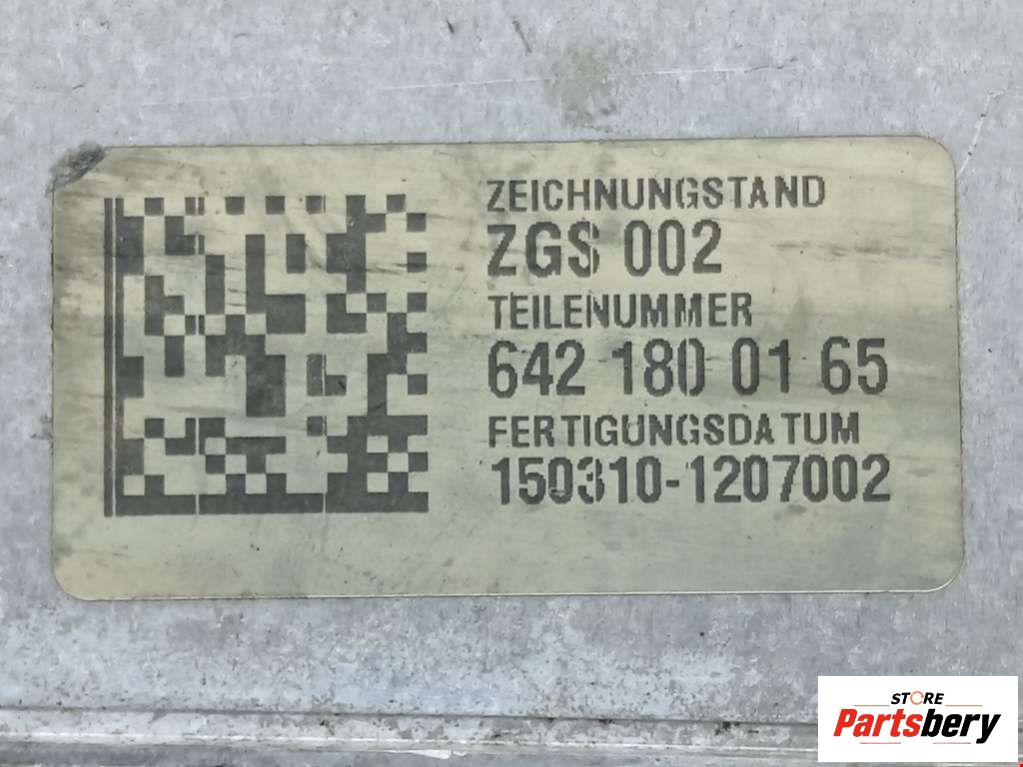 ZEICHNUNGSTAND
ZGS 002
TEILENUMMER
642 180 01 65
FERTIGUNGSDATUM
150310-1207002
STORE
Partsbery